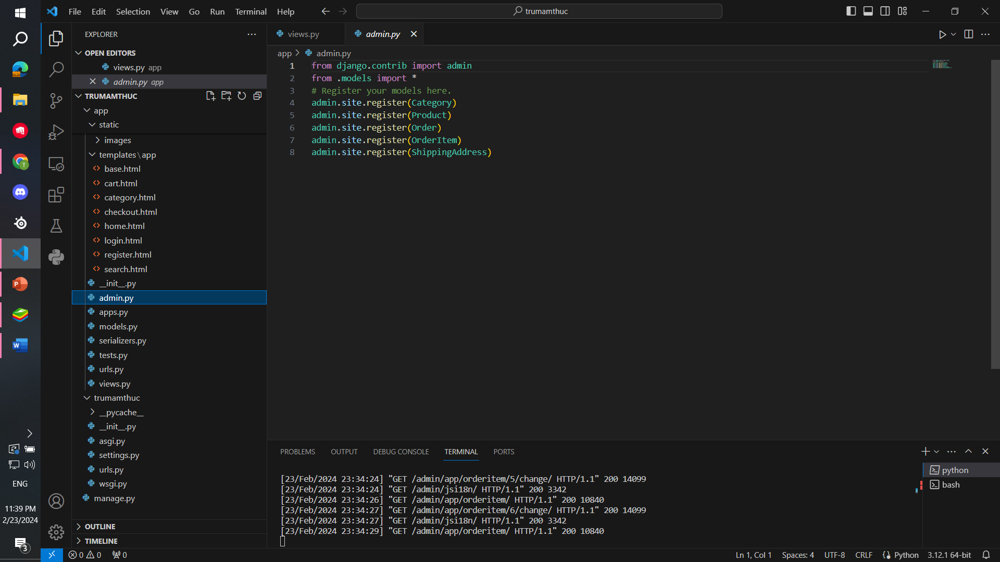 File Edit Selection View Go Run Terminal Help
trumamthuc
EXPLORER
OPEN EDITORS
views.py app
admin.py app
TRUMAMTHUC
app
static
images
templates\app
base.html
cart.html
category.html
checkout.html
home.html
login.html
register.html
search.html
__init__.py
admin.py
apps.py
models.py
serializers.py
tests.py
urls.py
views.py
trumamthuc
__pycache__
__init__.py
asgi.py
settings.py
urls.py
wsgi.py
manage.py
OUTLINE
TIMELINE
views.py
admin.py
app > admin.py
1 from django.contrib import admin
2 from .models import *
3 # Register your models here.
4 admin.site.register(Category)
5 admin.site.register(Product)
6 admin.site.register(Order)
7 admin.site.register(OrderItem)
8 admin.site.register(ShippingAddress)
PROBLEMS OUTPUT DEBUG CONSOLE TERMINAL PORTS
[23/Feb/2024 23:34:24] "GET /admin/app/orderitem/5/change/ HTTP/1.1" 200 14099
[23/Feb/2024 23:34:24] "GET /admin/jsi18n/ HTTP/1.1" 200 3342
[23/Feb/2024 23:34:26] "GET /admin/app/orderitem/ HTTP/1.1" 200 10840
[23/Feb/2024 23:34:27] "GET /admin/app/orderitem/6/change/ HTTP/1.1" 200 14099
[23/Feb/2024 23:34:27] "GET /admin/jsi18n/ HTTP/1.1" 200 3342
[23/Feb/2024 23:34:29] "GET /admin/app/orderitem/ HTTP/1.1" 200 10840
python
bash
0 0 0
Ln 1, Col 1 Spaces: 4 UTF-8 CRLF Python 3.12.1 64-bit
T
P
W
ENG
11:39 PM
2/23/2024
3